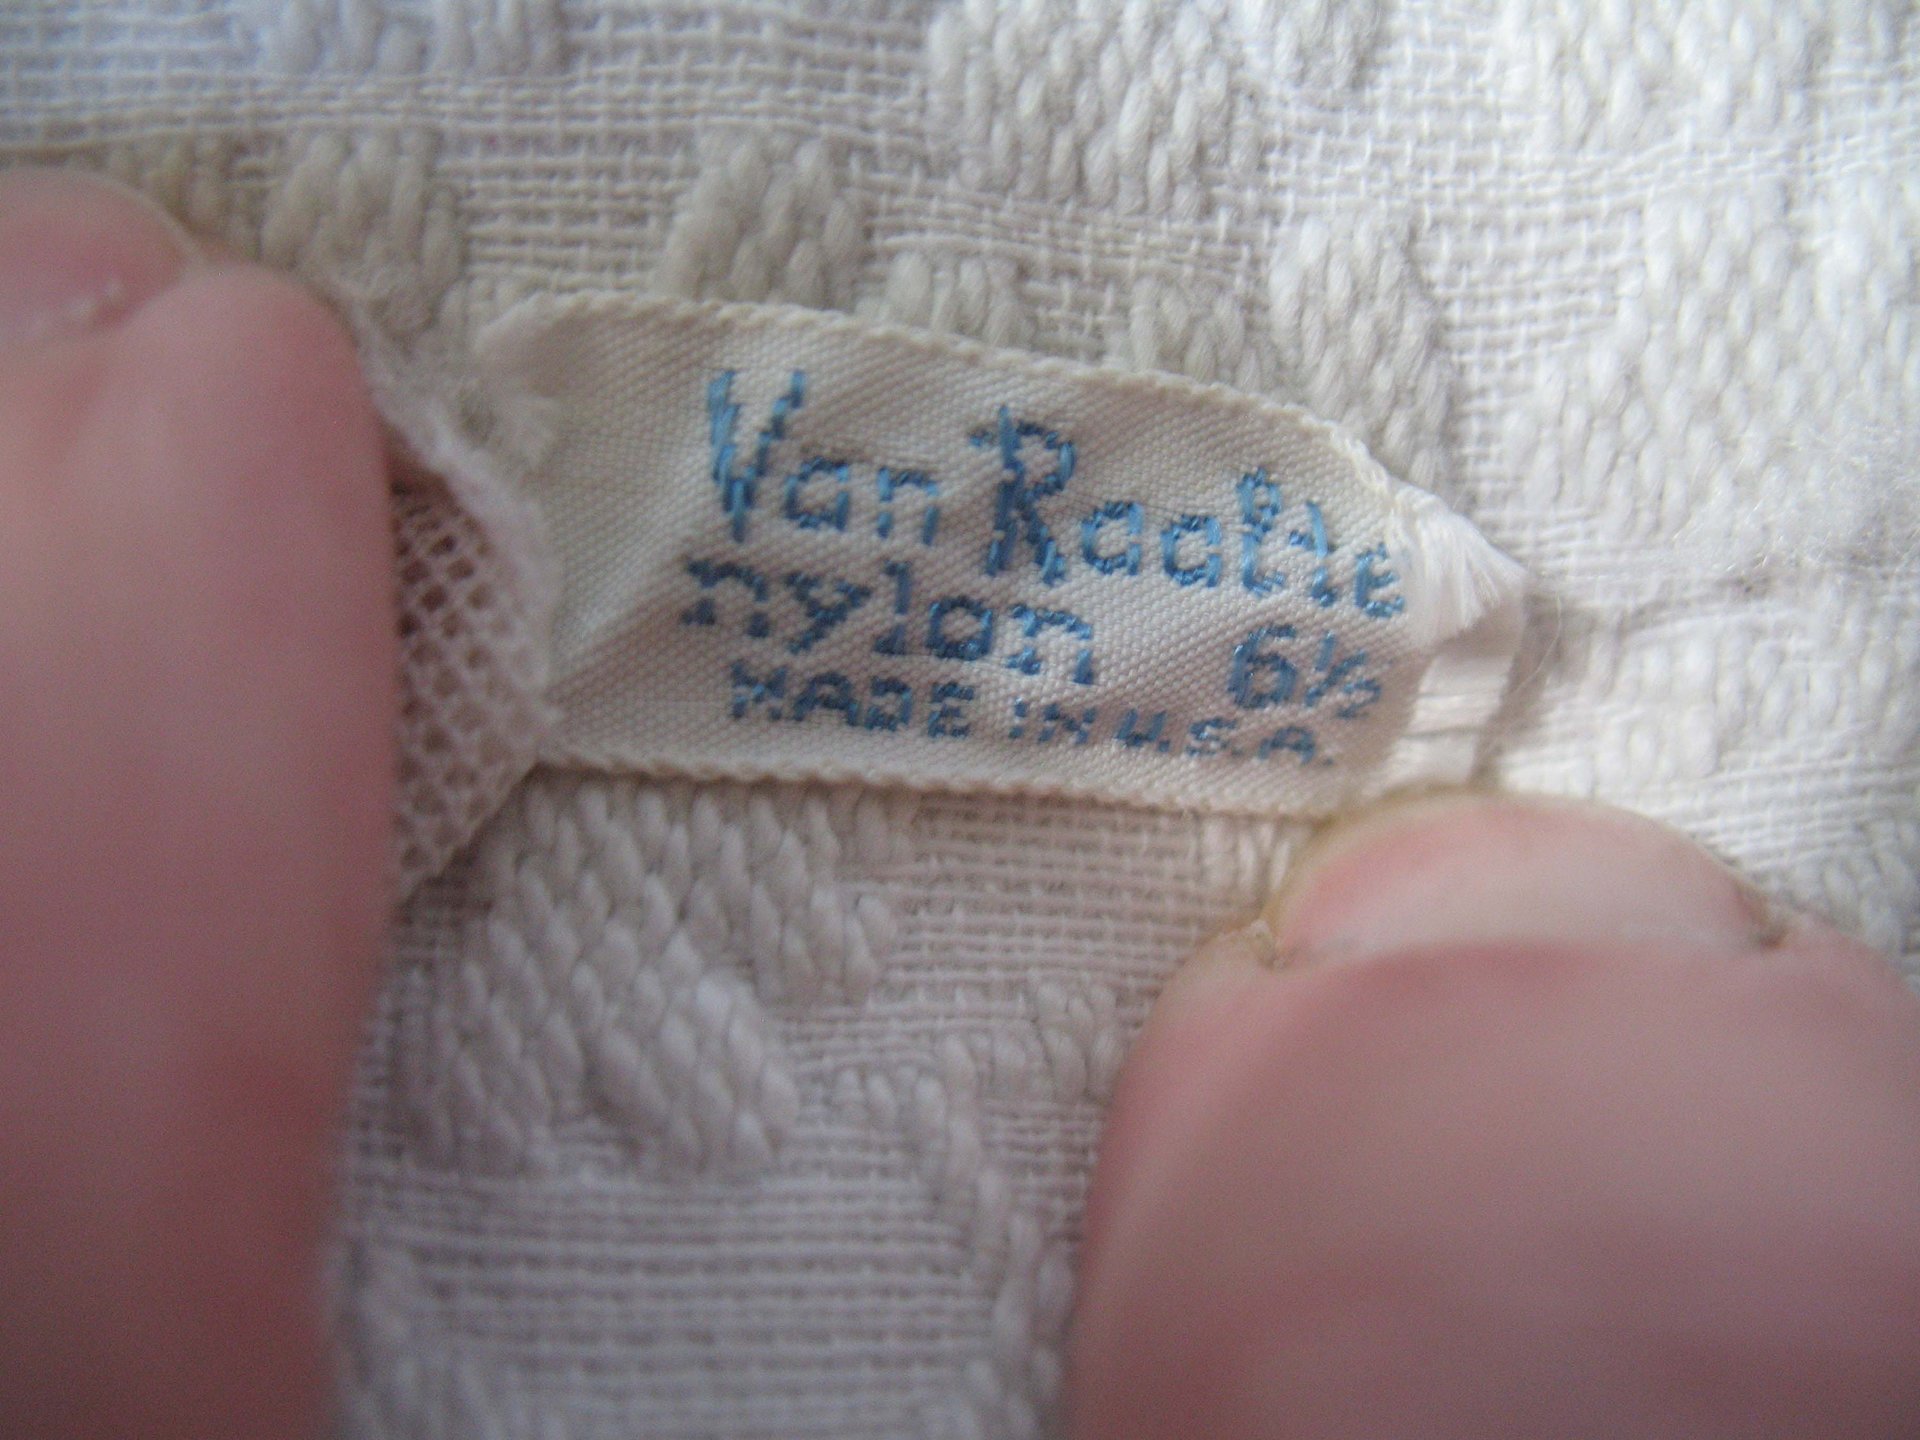 Van Raalte
nylon 6½
MADE IN U.S.A.